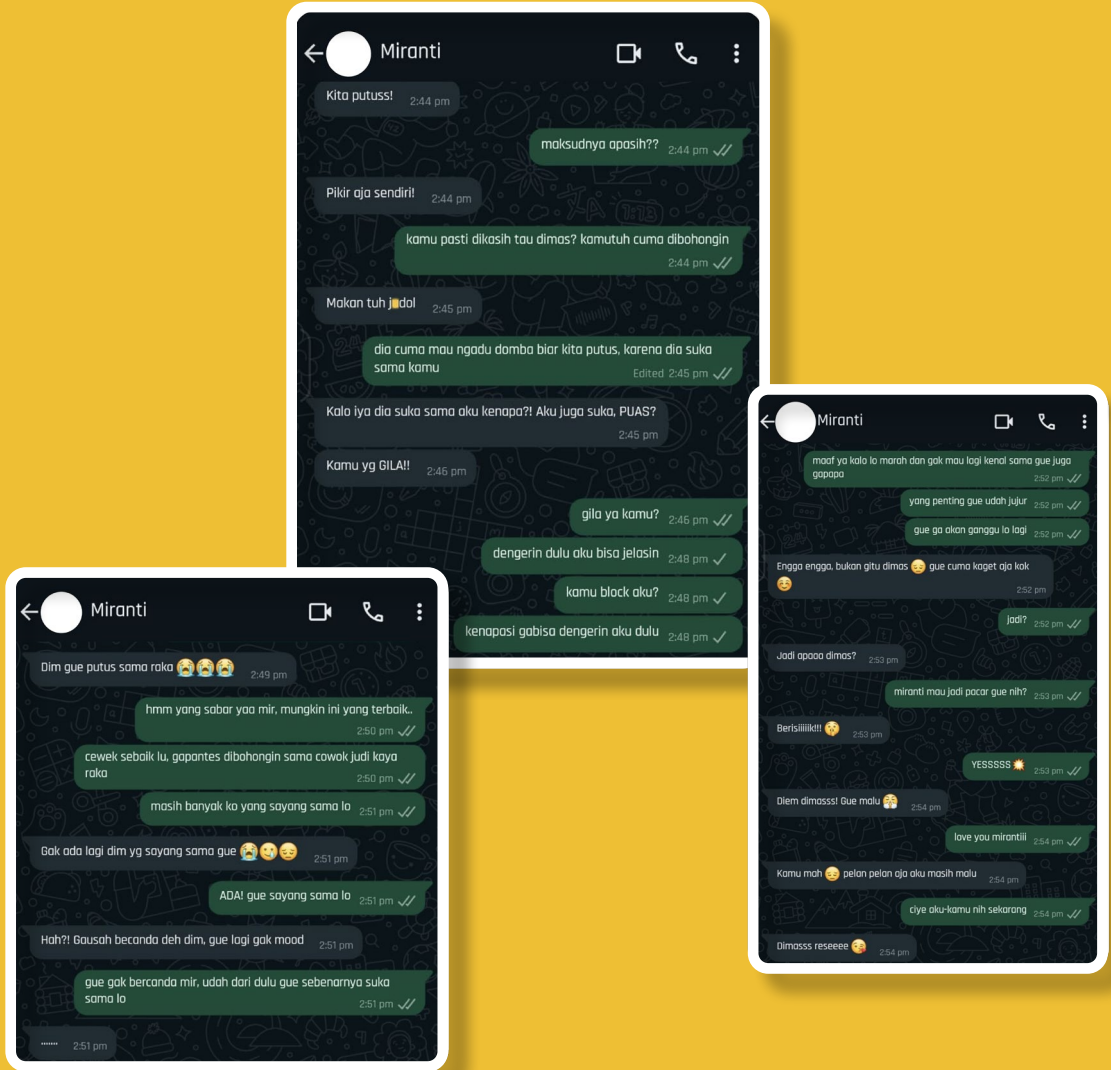 Miranti
Kita putuss! 2:44 pm
maksudnya apasih?? 2:44 pm
Pikir aja sendiri! 2:44 pm
kamu pasti dikasih tau dimas? kamutuh cuma dibohongin
2:44 pm
Makan tuh judol 2:45 pm
dia cuma mau ngadu domba biar kita putus, karena dia suka
sama kamu
Edited 2:45 pm
Kalo iya dia suka sama aku kenapa?! Aku juga suka, PUAS?
2:45 pm
Kamu yg GILA!! 2:46 pm
gila ya kamu? 2:46 pm
dengerin dulu aku bisa jelasin 2:48 pm
kamu block aku? 2:48 pm
kenapasi gabisa dengerin aku dulu 2:48 pm
Miranti
Dim gue putus sama raka 😭😭😭 2:49 pm
hmm yang sabar yaa mir, mungkin ini yang terbaik..
2:50 pm
cewek sebaik lu, gapantes dibohongin sama cowok judi kaya
raka
2:50 pm
masih banyak ko yang sayang sama lo 2:51 pm
Gak ada lagi dim yg sayang sama gue 😭🥲😔 2:51 pm
ADA! gue sayang sama lo 2:51 pm
Hah?! Gausah becanda deh dim, gue lagi gak mood 2:51 pm
gue gak bercanda mir, udah dari dulu gue sebenarnya suka
sama lo
2:51 pm
....... 2:51 pm
Miranti
maaf ya kalo lo marah dan gak mau lagi kenal sama gue juga
gapapa
2:52 pm
yang penting gue udah jujur 2:52 pm
gue ga akan ganggu lo lagi 2:52 pm
Engga engga, bukan gitu dimas 😔 gue cuma kaget aja kok
☺️
2:52 pm
jadi? 2:52 pm
Jadi apaaa dimas? 2:53 pm
miranti mau jadi pacar gue nih? 2:53 pm
Berisiiiiik!!! 🤫 2:53 pm
YESSSSS 💥 2:53 pm
Diem dimasss! Gue malu 😤 2:54 pm
love you mirantiii 2:54 pm
Kamu mah 😔 pelan pelan aja aku masih malu 2:54 pm
ciye aku-kamu nih sekarang 2:54 pm
Dimasss reseeee 😘 2:54 pm